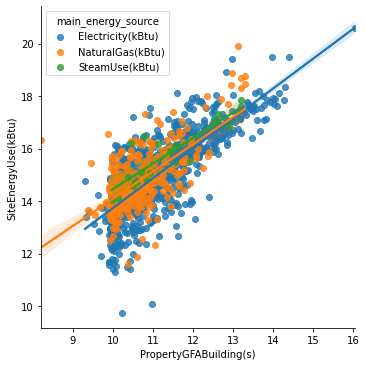 main_energy_source
Electricity(kBtu)
NaturalGas(kBtu)
SteamUse(kBtu)
20
18
16
14
12
10
SiteEnergyUse(kBtu)
9 10 11 12 13 14 15 16
PropertyGFABuilding(s)